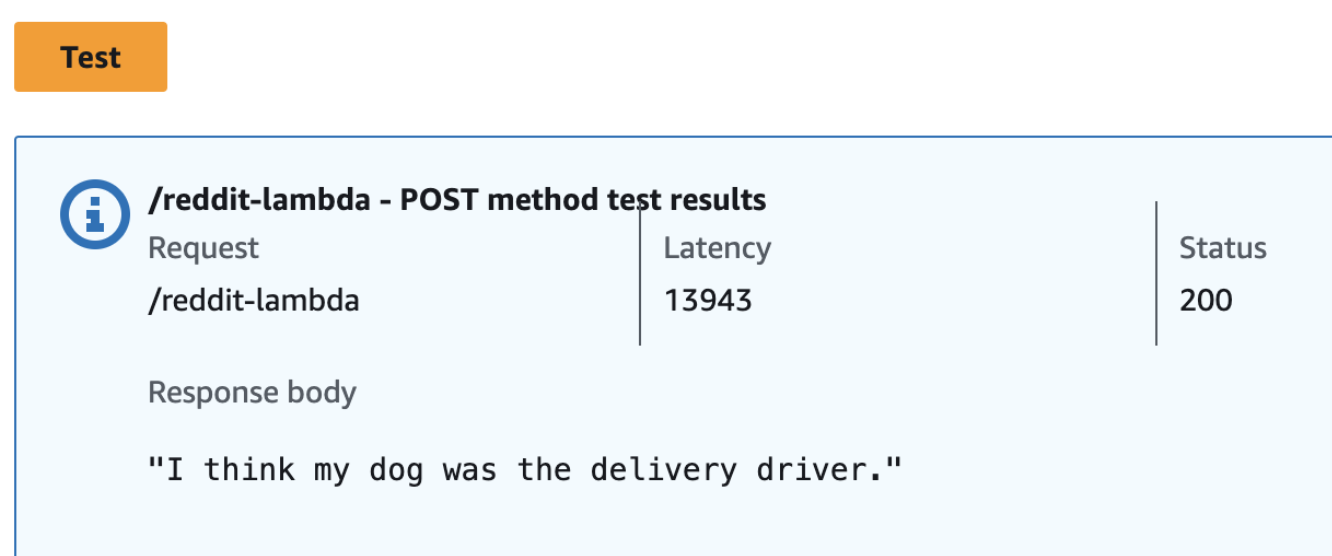 Test
/reddit-lambda - POST method test results
Request
Latency
Status
/reddit-lambda
13943
200
Response body
"I think my dog was the delivery driver."